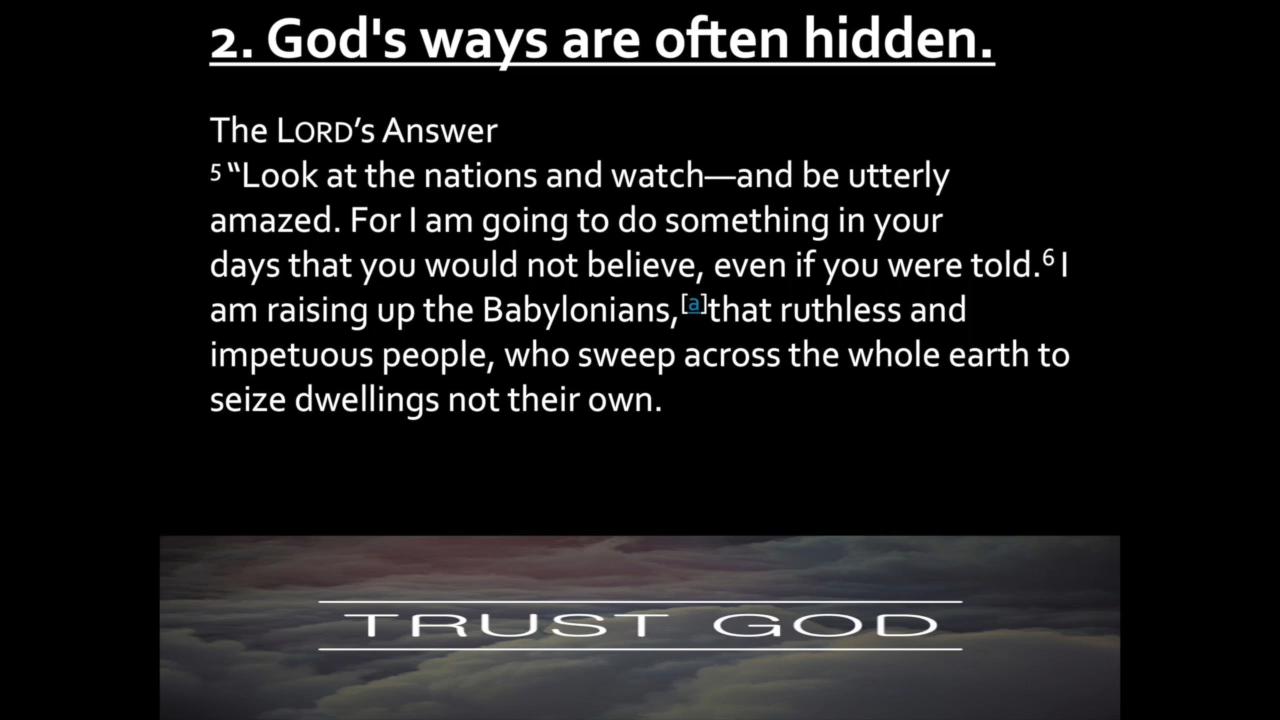 2. God's ways are often hidden.
The LORD’s Answer
5 “Look at the nations and watch—and be utterly
amazed. For I am going to do something in your
days that you would not believe, even if you were told.6 I
am raising up the Babylonians,[a]that ruthless and
impetuous people, who sweep across the whole earth to
seize dwellings not their own.
TRUST GOD